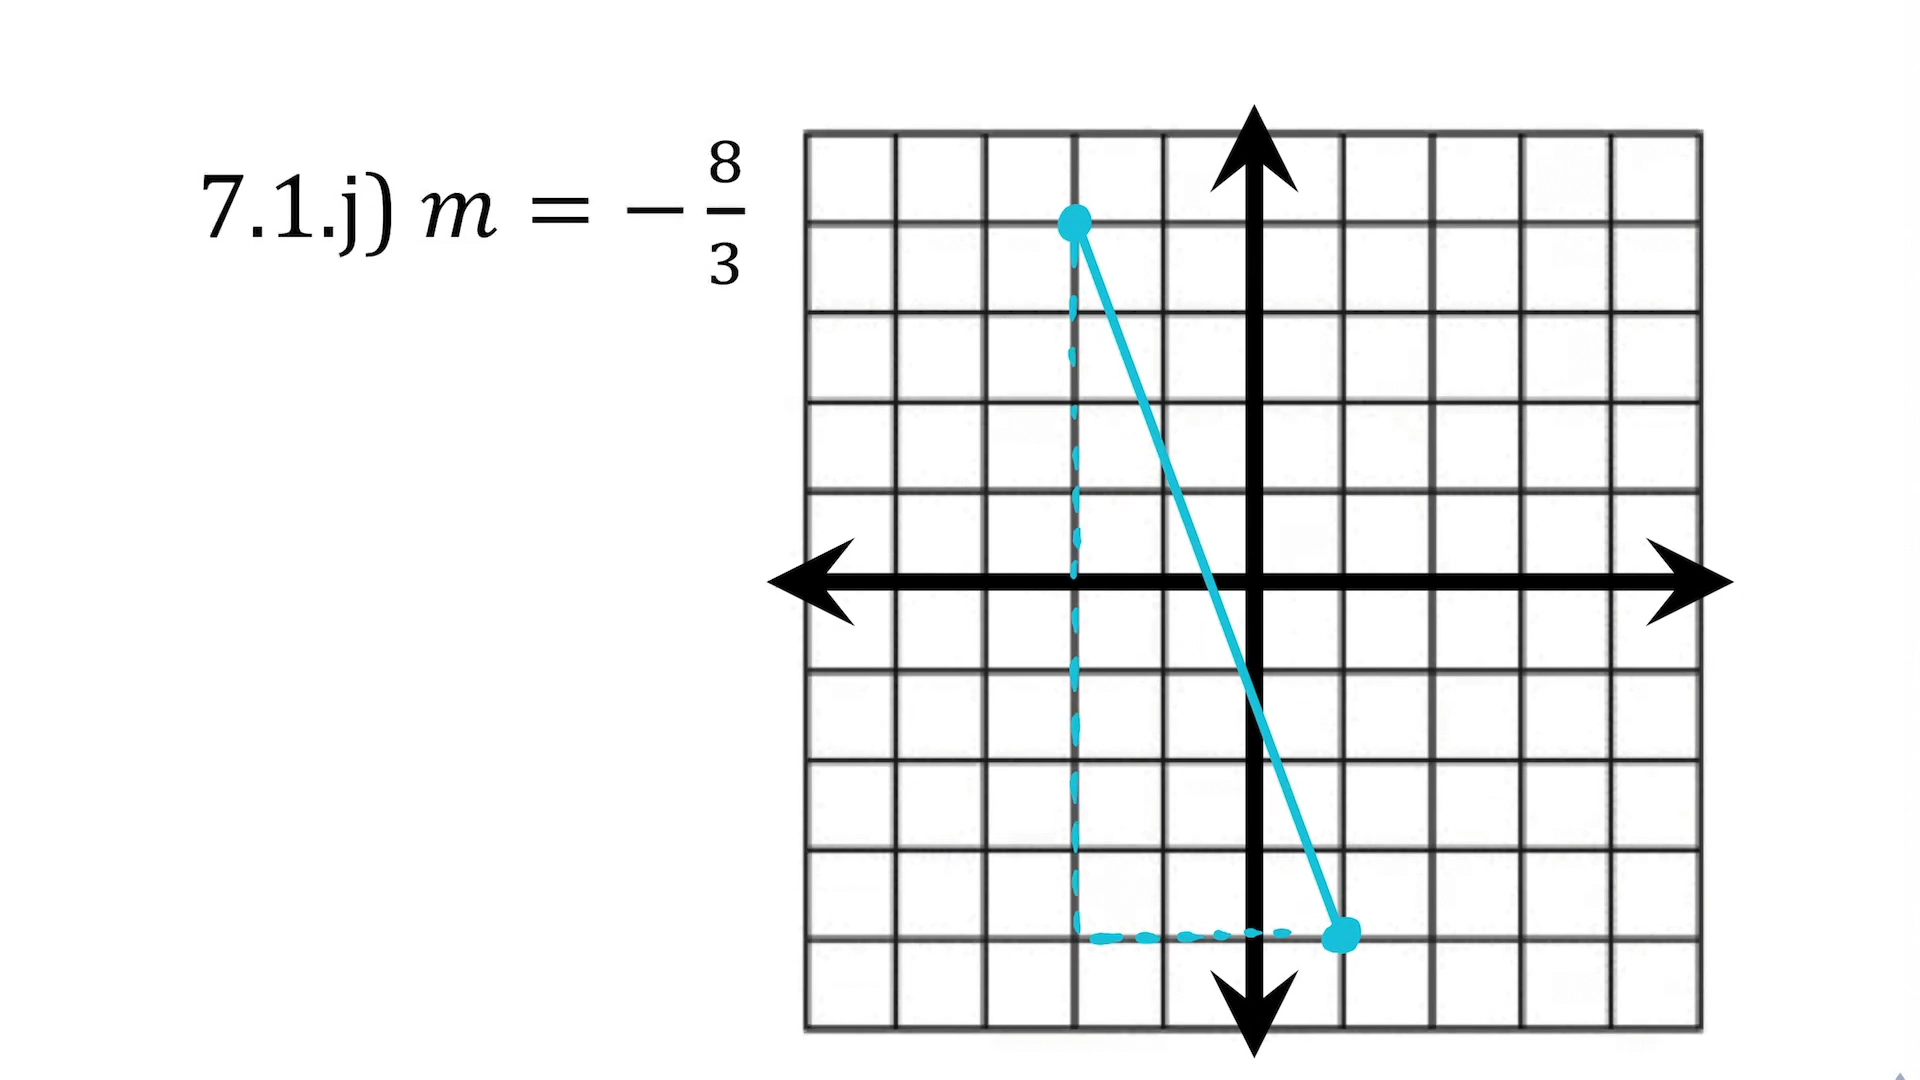 7.1.j) m = −8/3